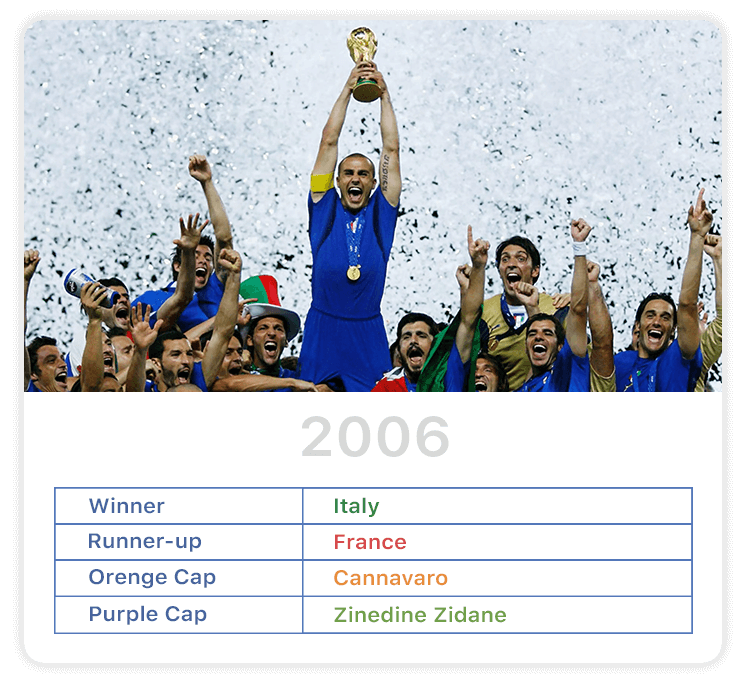 2006
Winner Italy
Runner-up France
Orenge Cap Cannavaro
Purple Cap Zinedine Zidane